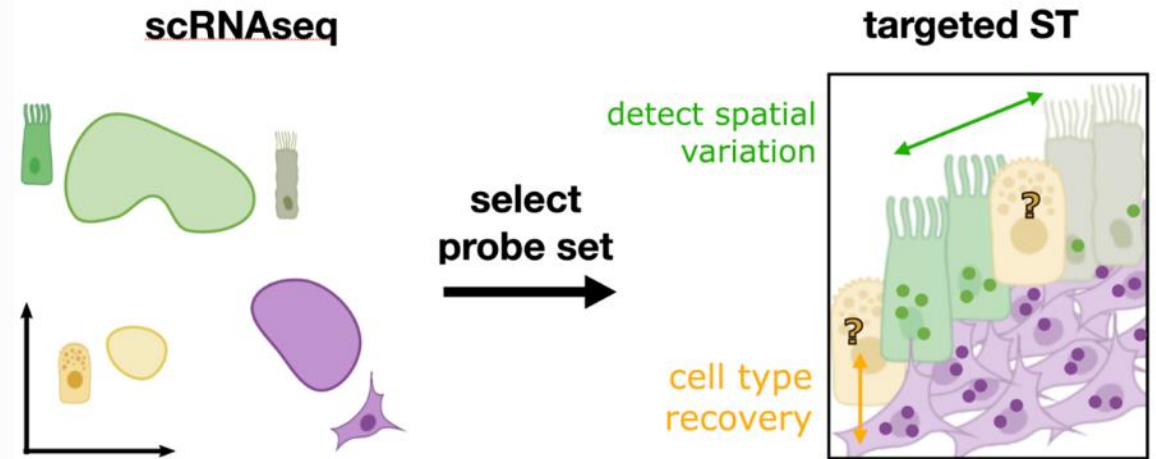 scRNAseq
targeted ST
detect spatial
variation
select
probe set
?
?
cell type
recovery